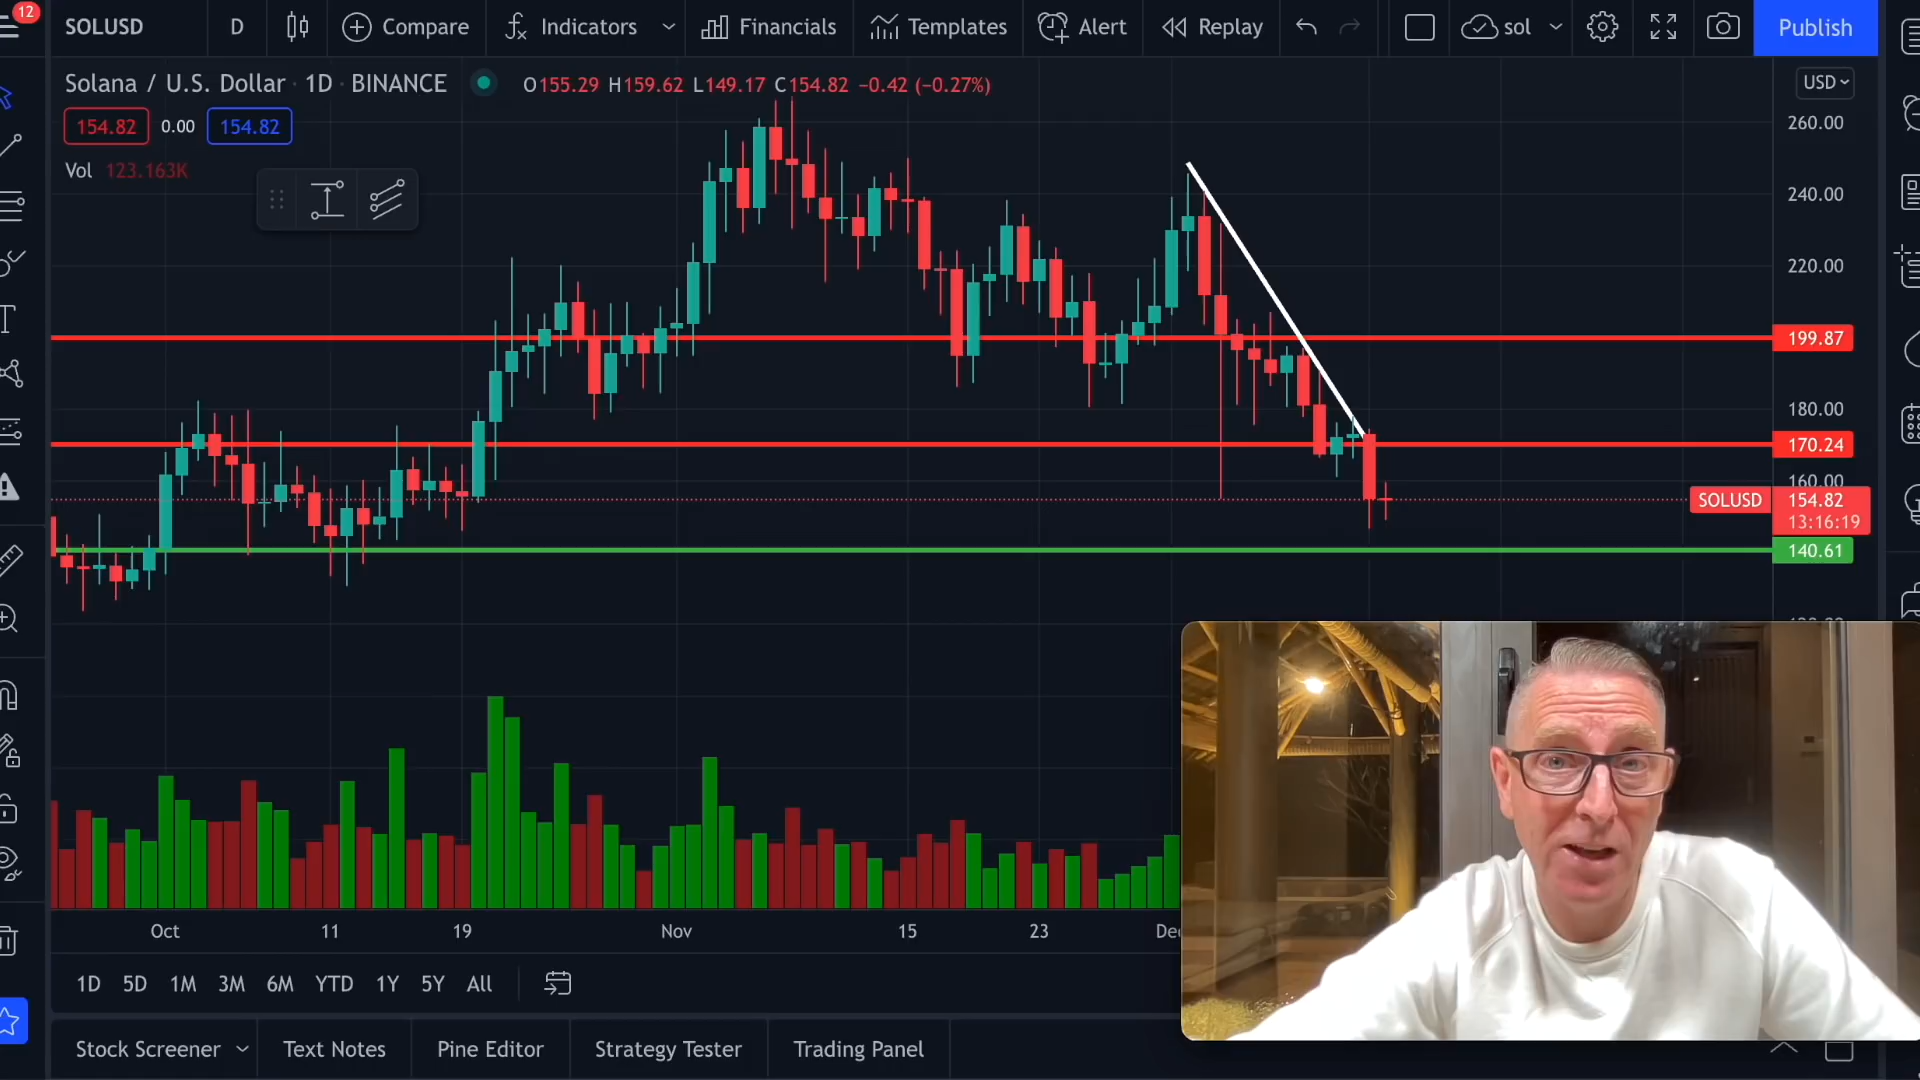 12
SOLUSD D Compare Indicators Financials Templates Alert Replay sol Publish
Solana / U.S. Dollar · 1D · BINANCE O155.29 H159.62 L149.17 C154.82 −0.42 (−0.27%) USD
154.82 0.00 154.82
Vol 123.163K
260.00
240.00
220.00
199.87
180.00
170.24
160.00
SOLUSD 154.82
13:16:19
140.61
Oct 11 19 Nov 15 23 Dec
1D 5D 1M 3M 6M YTD 1Y 5Y All
Stock Screener Text Notes Pine Editor Strategy Tester Trading Panel